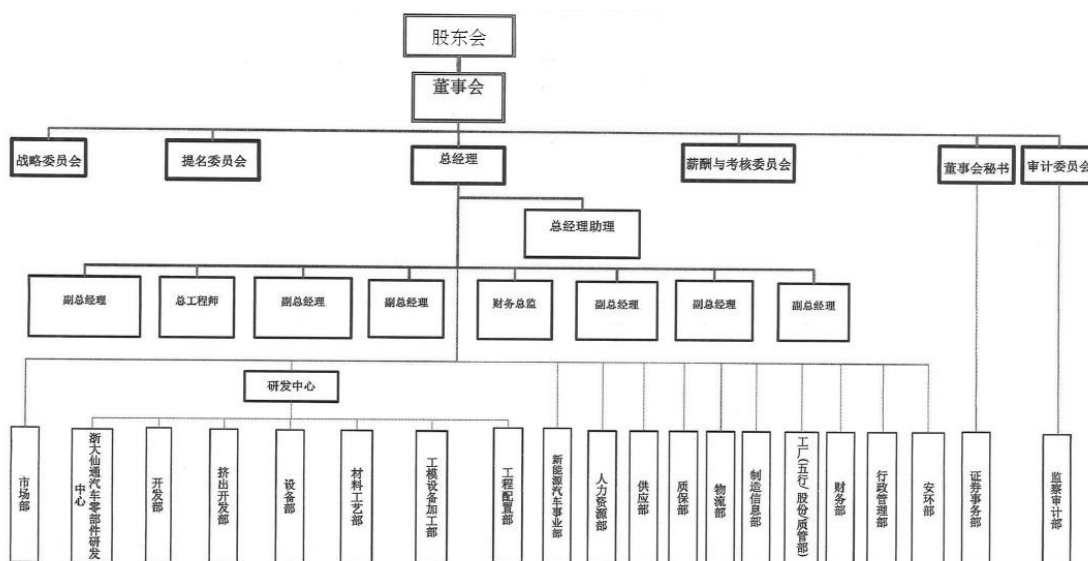 股东会
董事会
战略委员会
提名委员会
总经理
薪酬与考核委员会
董事会秘书
审计委员会
总经理助理
副总经理
总工程师
副总经理
副总经理
财务总监
副总经理
副总经理
副总经理
研发中心
市场部
浙大仙通汽车零部件研发
中心
开发部
挤出开发部
设备部
材料工艺部
工模设备加工部
工程配置部
新能源汽车事业部
人力资源部
供应部
质保部
物流部
制造信息部
工厂(五行、股份质管部)
财务部
行政管理部
安环部
证券事务部
监察审计部